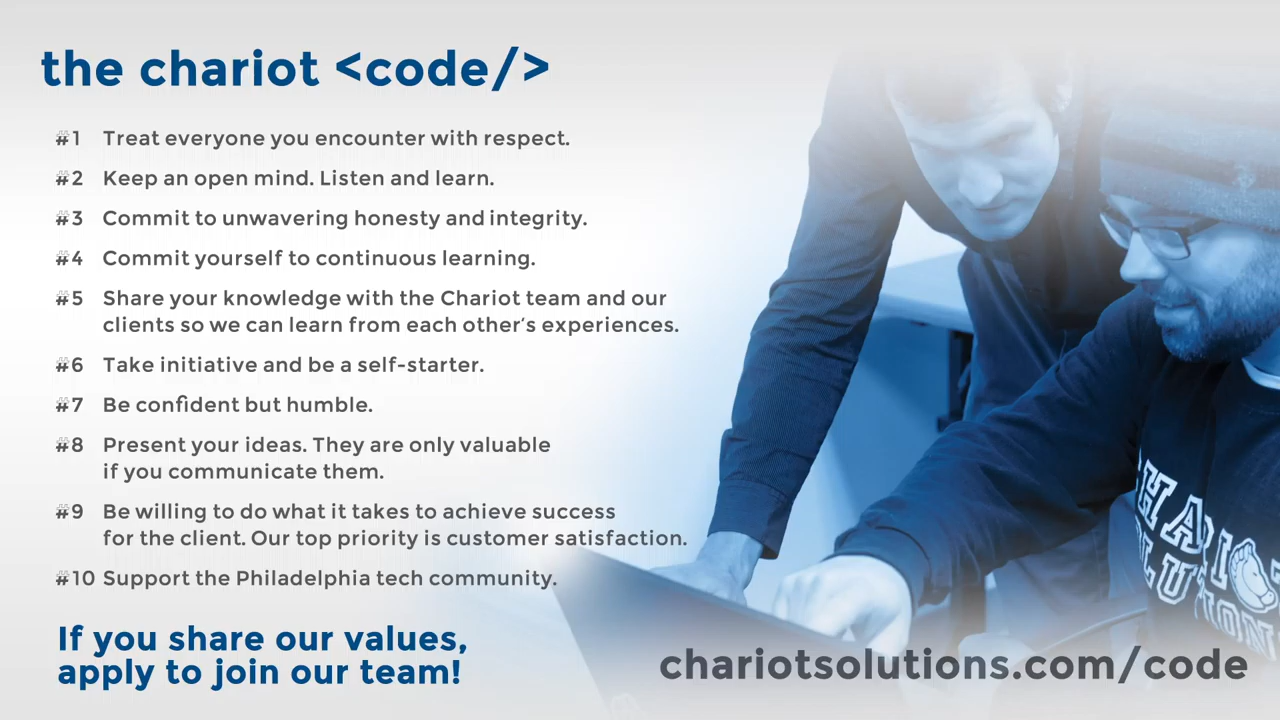 the chariot <code/>
#1 Treat everyone you encounter with respect.
#2 Keep an open mind. Listen and learn.
#3 Commit to unwavering honesty and integrity.
#4 Commit yourself to continuous learning.
#5 Share your knowledge with the Chariot team and our
clients so we can learn from each other's experiences.
#6 Take initiative and be a self-starter.
#7 Be confident but humble.
#8 Present your ideas. They are only valuable
if you communicate them.
#9 Be willing to do what it takes to achieve success
for the client. Our top priority is customer satisfaction.
#10 Support the Philadelphia tech community.
If you share our values,
apply to join our team!
chariotsolutions.com/code